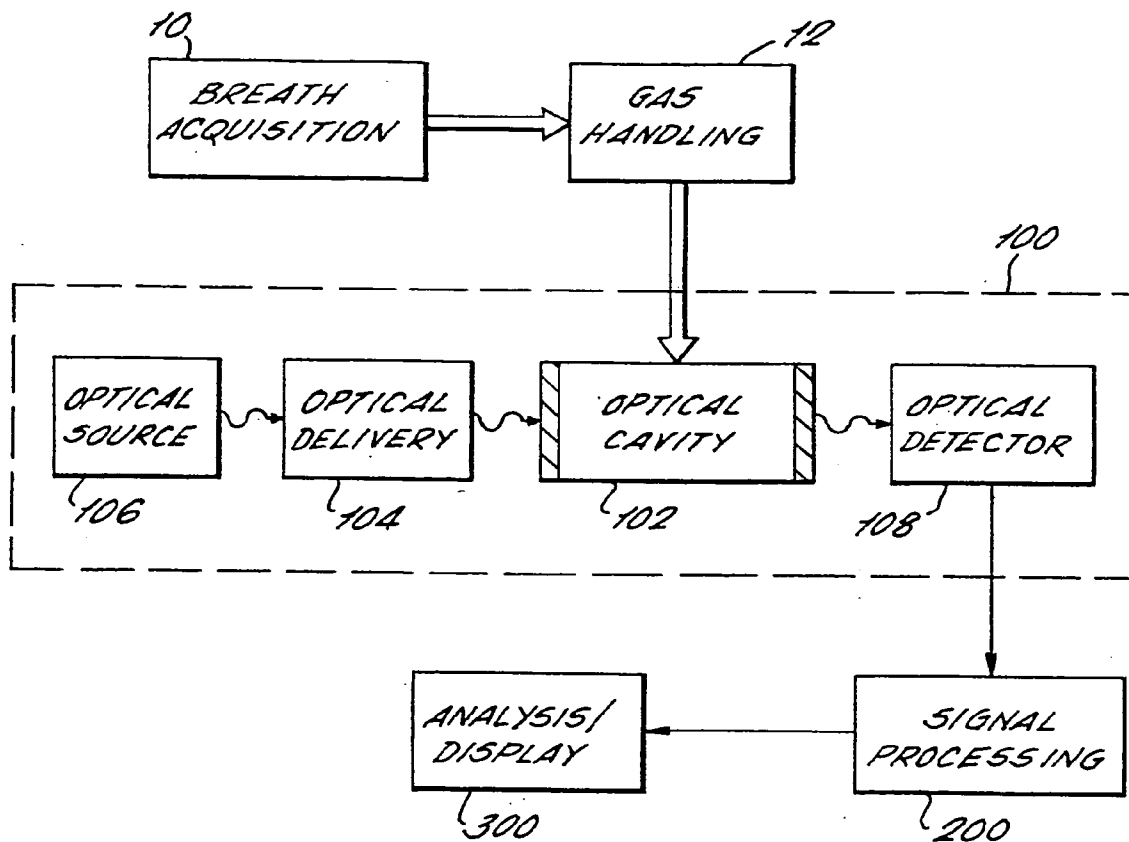 10
12
BREATH
ACQUISITION
GAS
HANDLING
100
OPTICAL
SOURCE
OPTICAL
DELIVERY
OPTICAL
CAVITY
OPTICAL
DETECTOR
106
104
102
108
ANALYSIS/
DISPLAY
SIGNAL
PROCESSING
300
200